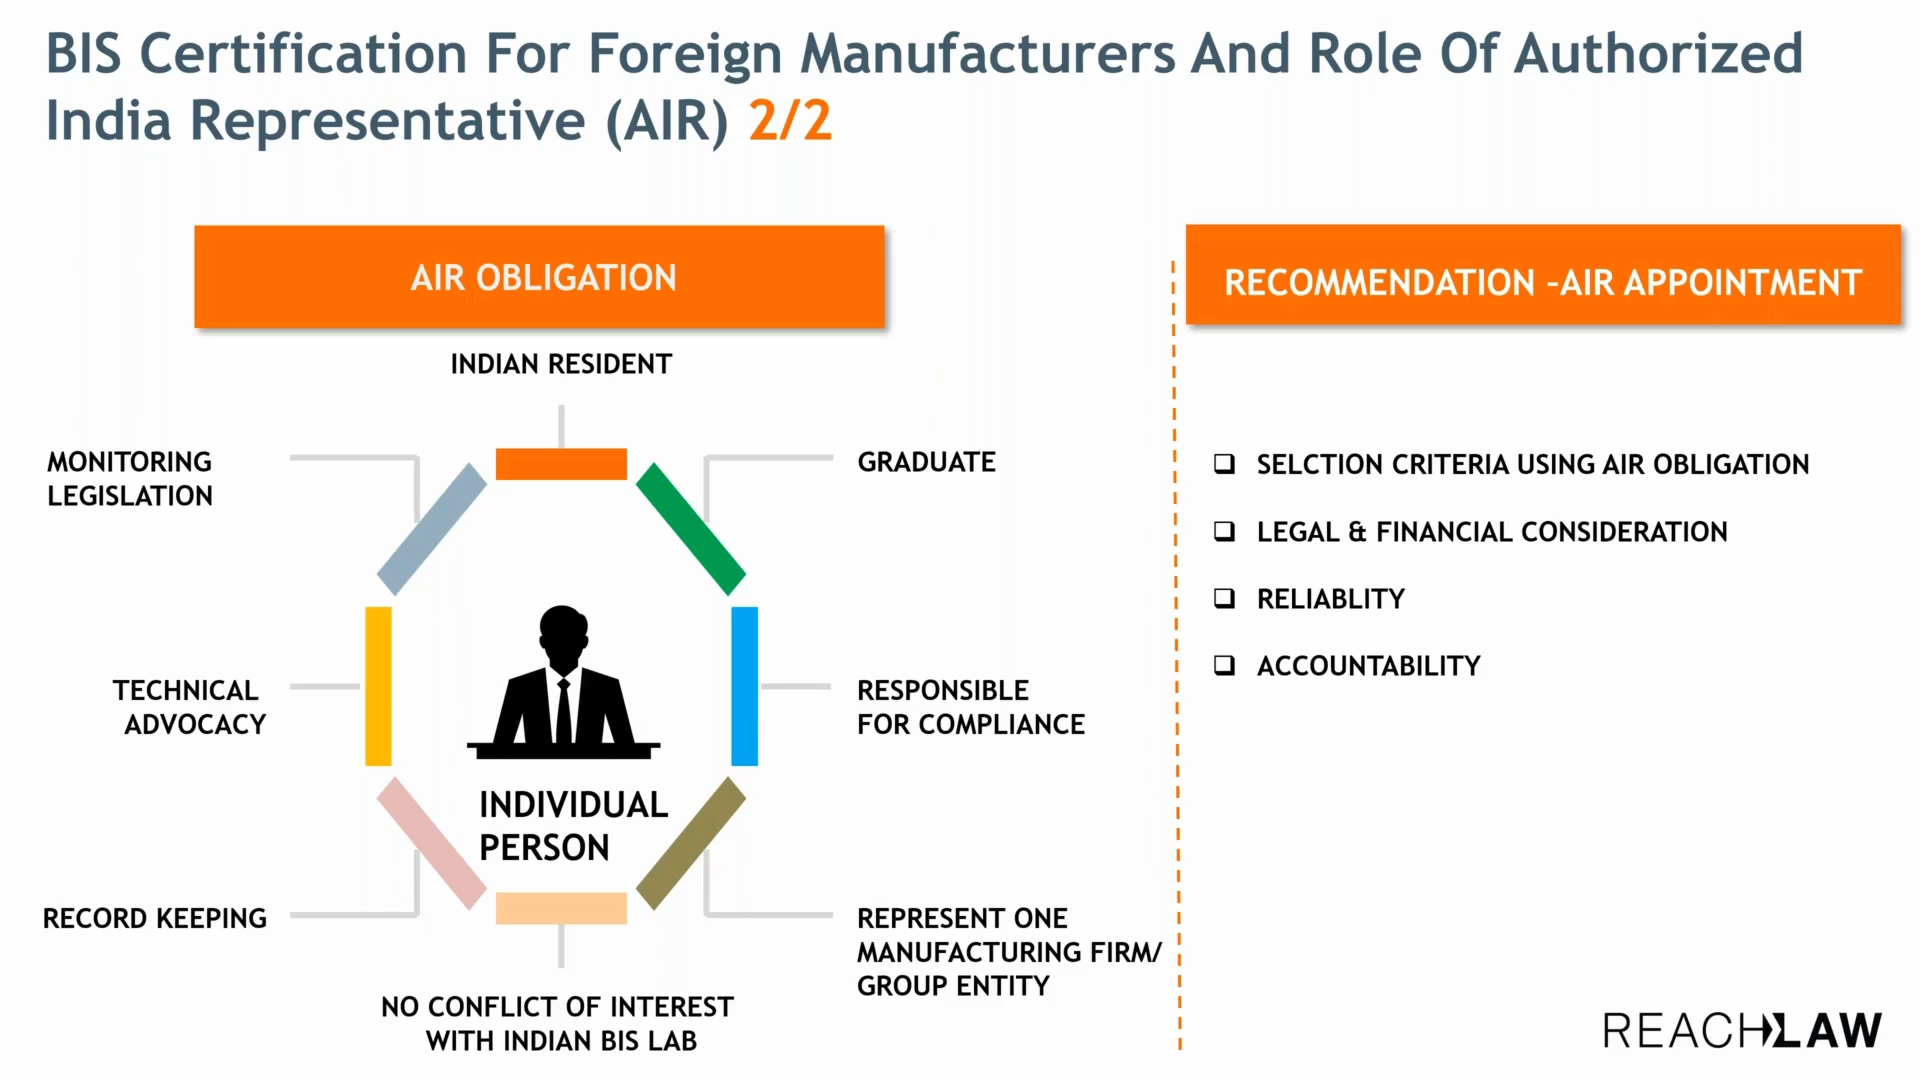 BIS Certification For Foreign Manufacturers And Role Of Authorized
India Representative (AIR) 2/2
AIR OBLIGATION
INDIAN RESIDENT
MONITORING
LEGISLATION
GRADUATE
TECHNICAL
ADVOCACY
RESPONSIBLE
FOR COMPLIANCE
INDIVIDUAL
PERSON
RECORD KEEPING
REPRESENT ONE
MANUFACTURING FIRM/
GROUP ENTITY
NO CONFLICT OF INTEREST
WITH INDIAN BIS LAB
RECOMMENDATION –AIR APPOINTMENT
❑ SELCTION CRITERIA USING AIR OBLIGATION
❑ LEGAL & FINANCIAL CONSIDERATION
❑ RELIABLITY
❑ ACCOUNTABILITY
REACHLAW